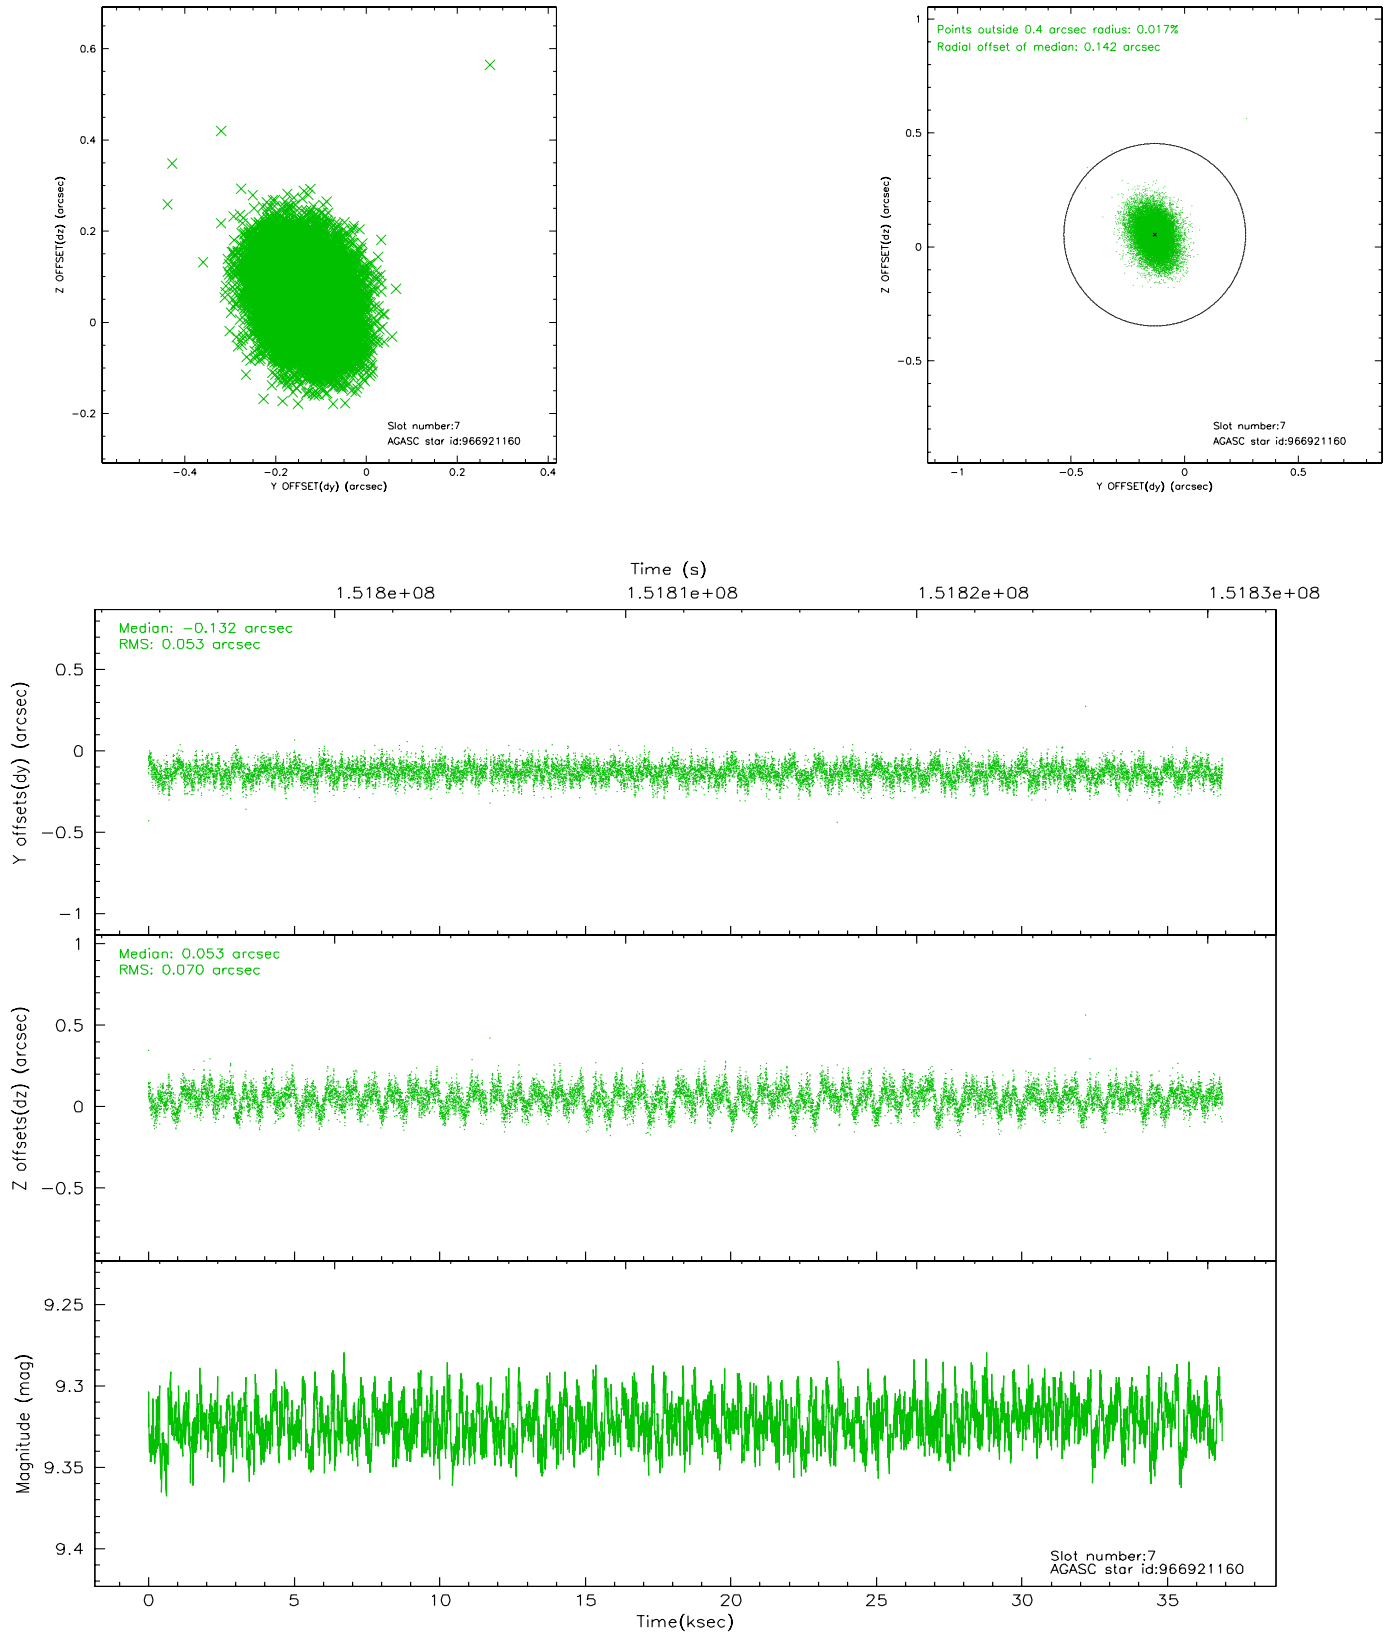 0.6
0.4
0.2
0
−0.2
Z OFFSET(dz) (arcsec)
−0.4
−0.2
0
0.2
0.4
Y OFFSET(dy) (arcsec)
Slot number:7
AGASC star id:966921160
Points outside 0.4 arcsec radius: 0.017%
Radial offset of median: 0.142 arcsec
1
0.5
0
−0.5
Z OFFSET(dz) (arcsec)
−1
−0.5
0
0.5
Y OFFSET(dy) (arcsec)
Slot number:7
AGASC star id:966921160
Time (s)
1.518e+08
1.5181e+08
1.5182e+08
1.5183e+08
Median: −0.132 arcsec
RMS: 0.053 arcsec
0.5
0
−0.5
−1
Y offsets(dy) (arcsec)
Median: 0.053 arcsec
RMS: 0.070 arcsec
1
0.5
0
−0.5
Z offsets(dz) (arcsec)
9.25
9.3
9.35
9.4
Magnitude (mag)
Slot number:7
AGASC star id:966921160
0
5
10
15
20
25
30
35
Time(ksec)